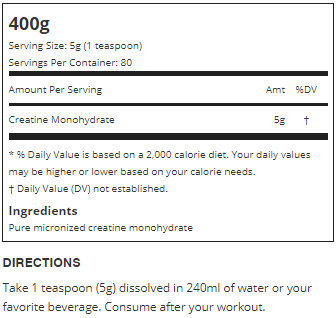 400g
Serving Size: 5g (1 teaspoon)
Servings Per Container: 80
Amount Per Serving Amt %DV
Creatine Monohydrate 5g †
* % Daily Value is based on a 2,000 calorie diet. Your daily values
may be higher or lower based on your calorie needs.
† Daily Value (DV) not established.
Ingredients
Pure micronized creatine monohydrate
DIRECTIONS
Take 1 teaspoon (5g) dissolved in 240ml of water or your
favorite beverage. Consume after your workout.